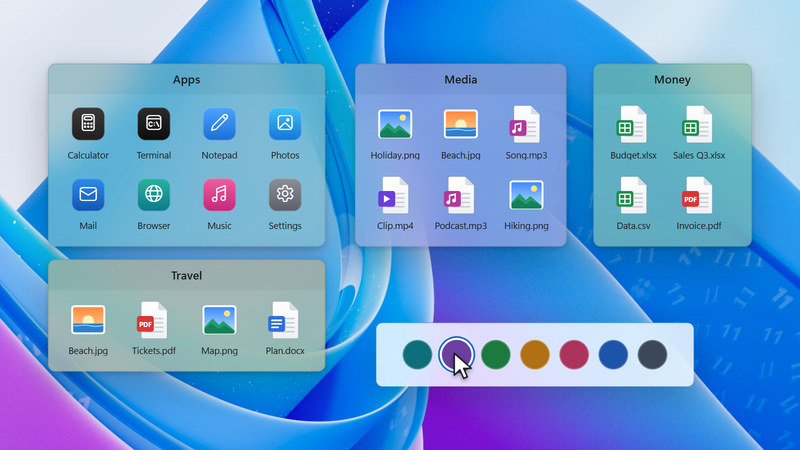 Apps
Calculator
Terminal
Notepad
Photos
Mail
Browser
Music
Settings
Media
Holiday.png
Beach.jpg
Song.mp3
Clip.mp4
Podcast.mp3
Hiking.png
Money
Budget.xlsx
Sales Q3.xlsx
Data.csv
PDF
Invoice.pdf
Travel
PDF
Beach.jpg
Tickets.pdf
Map.png
Plan.docx